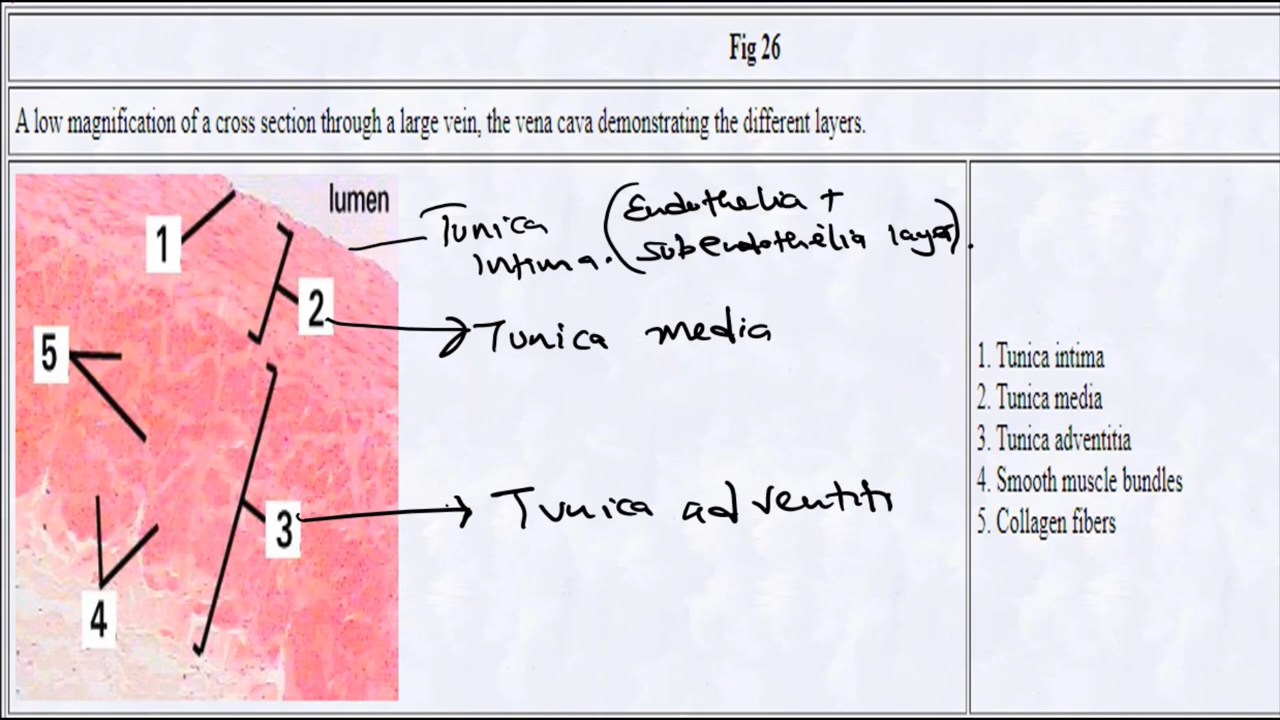 Fig 26
A low magnification of a cross section through a large vein, the vena cava demonstrating the different layers.
lumen
1
2
5
3
4
Tunica (Endothelia +
Intima. subendothelia layer).
Tunica media
Tunica adventiti
1. Tunica intima
2. Tunica media
3. Tunica adventitia
4. Smooth muscle bundles
5. Collagen fibers